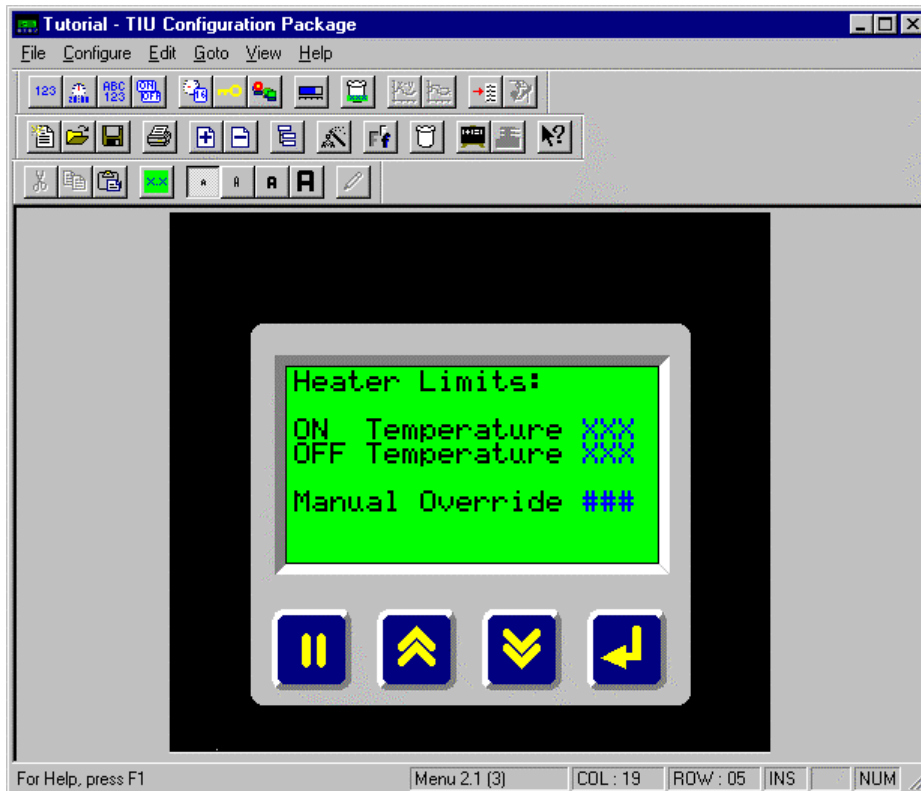 Tutorial - TIU Configuration Package
File Configure Edit Goto View Help
123 ABC 123 ON OFF
F f
x.x A A A A
Heater Limits:
ON Temperature XXX
OFF Temperature XXX
Manual Override ###
For Help, press F1 Menu 2.1 (3) COL : 19 ROW : 05 INS NUM